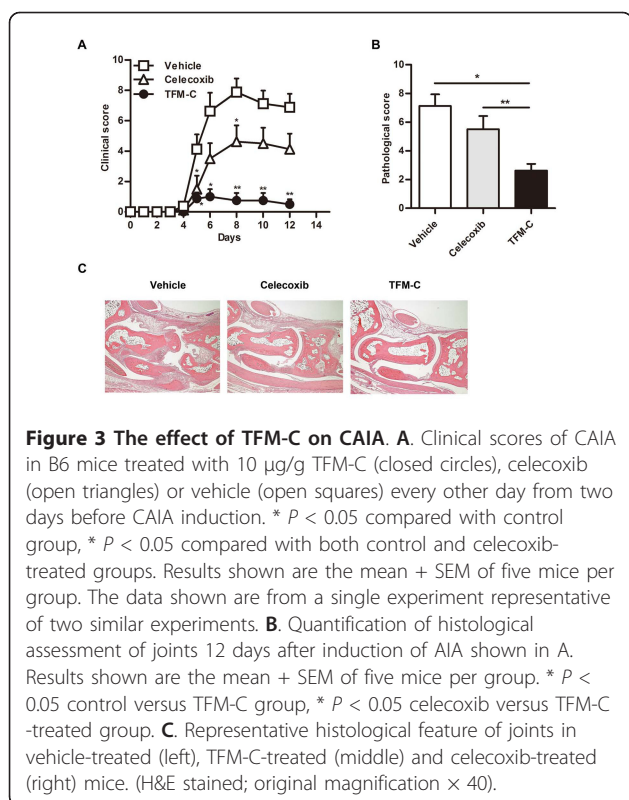 A
Vehicle
Celecoxib
TFM-C
Clinical score
10
8
6
4
2
0
* * * * * ** ** **
0 2 4 6 8 10 12 14
Days
B
Pathological score
10
8
6
4
2
0
*
**
Vehicle
Celecoxib
TFM-C
C
Vehicle Celecoxib TFM-C
Figure 3 The effect of TFM-C on CAIA. A. Clinical scores of CAIA
in B6 mice treated with 10 μg/g TFM-C (closed circles), celecoxib
(open triangles) or vehicle (open squares) every other day from two
days before CAIA induction. * P < 0.05 compared with control
group, * P < 0.05 compared with both control and celecoxib-
treated groups. Results shown are the mean + SEM of five mice per
group. The data shown are from a single experiment representative
of two similar experiments. B. Quantification of histological
assessment of joints 12 days after induction of AIA shown in A.
Results shown are the mean + SEM of five mice per group. * P <
0.05 control versus TFM-C group, * P < 0.05 celecoxib versus TFM-C
-treated group. C. Representative histological feature of joints in
vehicle-treated (left), TFM-C-treated (middle) and celecoxib-treated
(right) mice. (H&E stained; original magnification × 40).